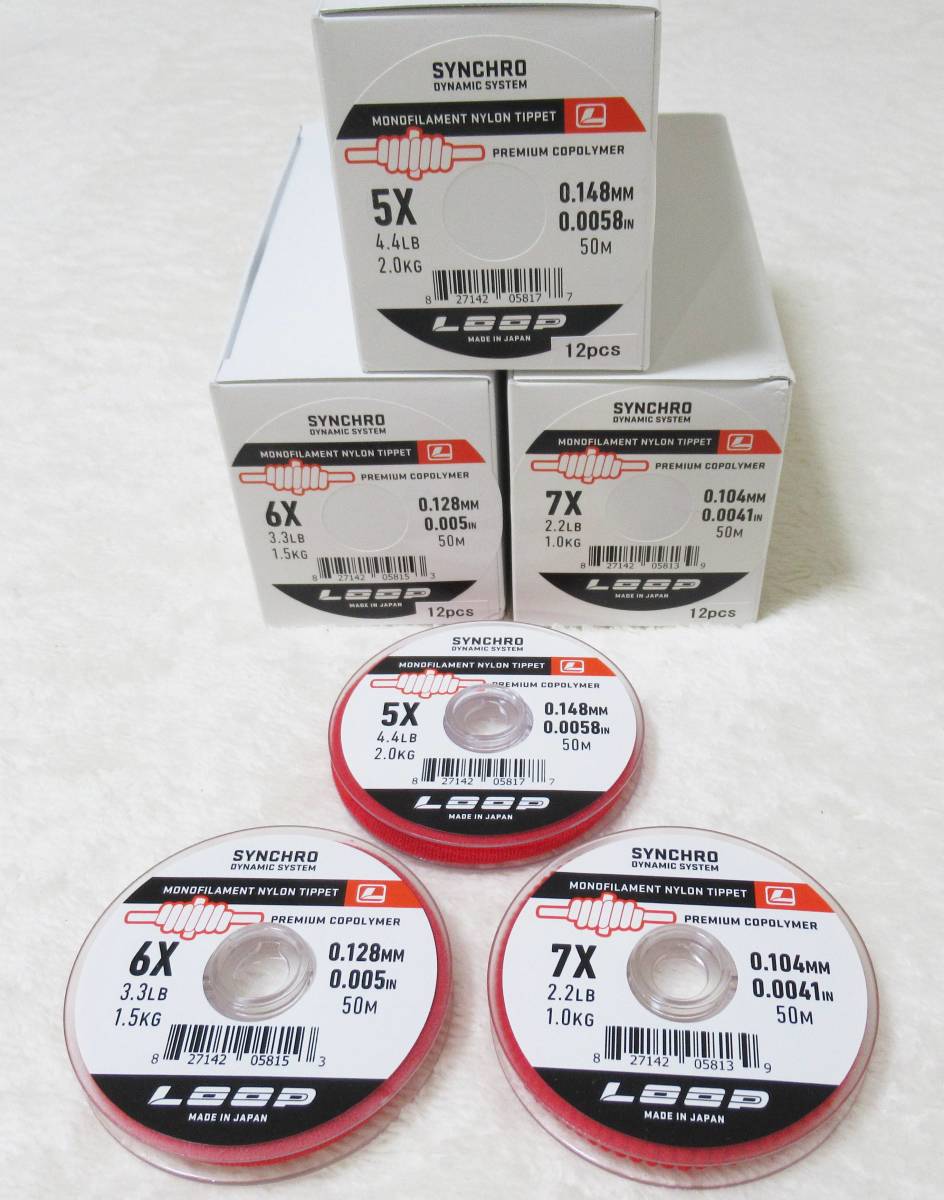 SYNCHRO
DYNAMIC SYSTEM
MONOFILAMENT NYLON TIPPET
PREMIUM COPOLYMER
5X
4.4LB
2.0KG
0.148MM
0.0058IN
50M
8 27142 05817 7
LOOP
MADE IN JAPAN
12pcs
SYNCHRO
DYNAMIC SYSTEM
MONOFILAMENT NYLON TIPPET
PREMIUM COPOLYMER
6X
3.3LB
1.5KG
0.128MM
0.005IN
50M
8 27142 05815 3
LOOP
MADE IN JAPAN
12pcs
SYNCHRO
DYNAMIC SYSTEM
MONOFILAMENT NYLON TIPPET
PREMIUM COPOLYMER
7X
2.2LB
1.0KG
0.104MM
0.0041IN
50M
8 27142 05813 9
LOOP
MADE IN JAPAN
12pcs
SYNCHRO
DYNAMIC SYSTEM
MONOFILAMENT NYLON TIPPET
PREMIUM COPOLYMER
5X
4.4LB
2.0KG
0.148MM
0.0058IN
50M
8 27142 05817 7
LOOP
MADE IN JAPAN
SYNCHRO
DYNAMIC SYSTEM
MONOFILAMENT NYLON TIPPET
PREMIUM COPOLYMER
6X
3.3LB
1.5KG
0.128MM
0.005IN
50M
8 27142 05815 3
LOOP
MADE IN JAPAN
SYNCHRO
DYNAMIC SYSTEM
MONOFILAMENT NYLON TIPPET
PREMIUM COPOLYMER
7X
2.2LB
1.0KG
0.104MM
0.0041IN
50M
8 27142 05813 9
LOOP
MADE IN JAPAN